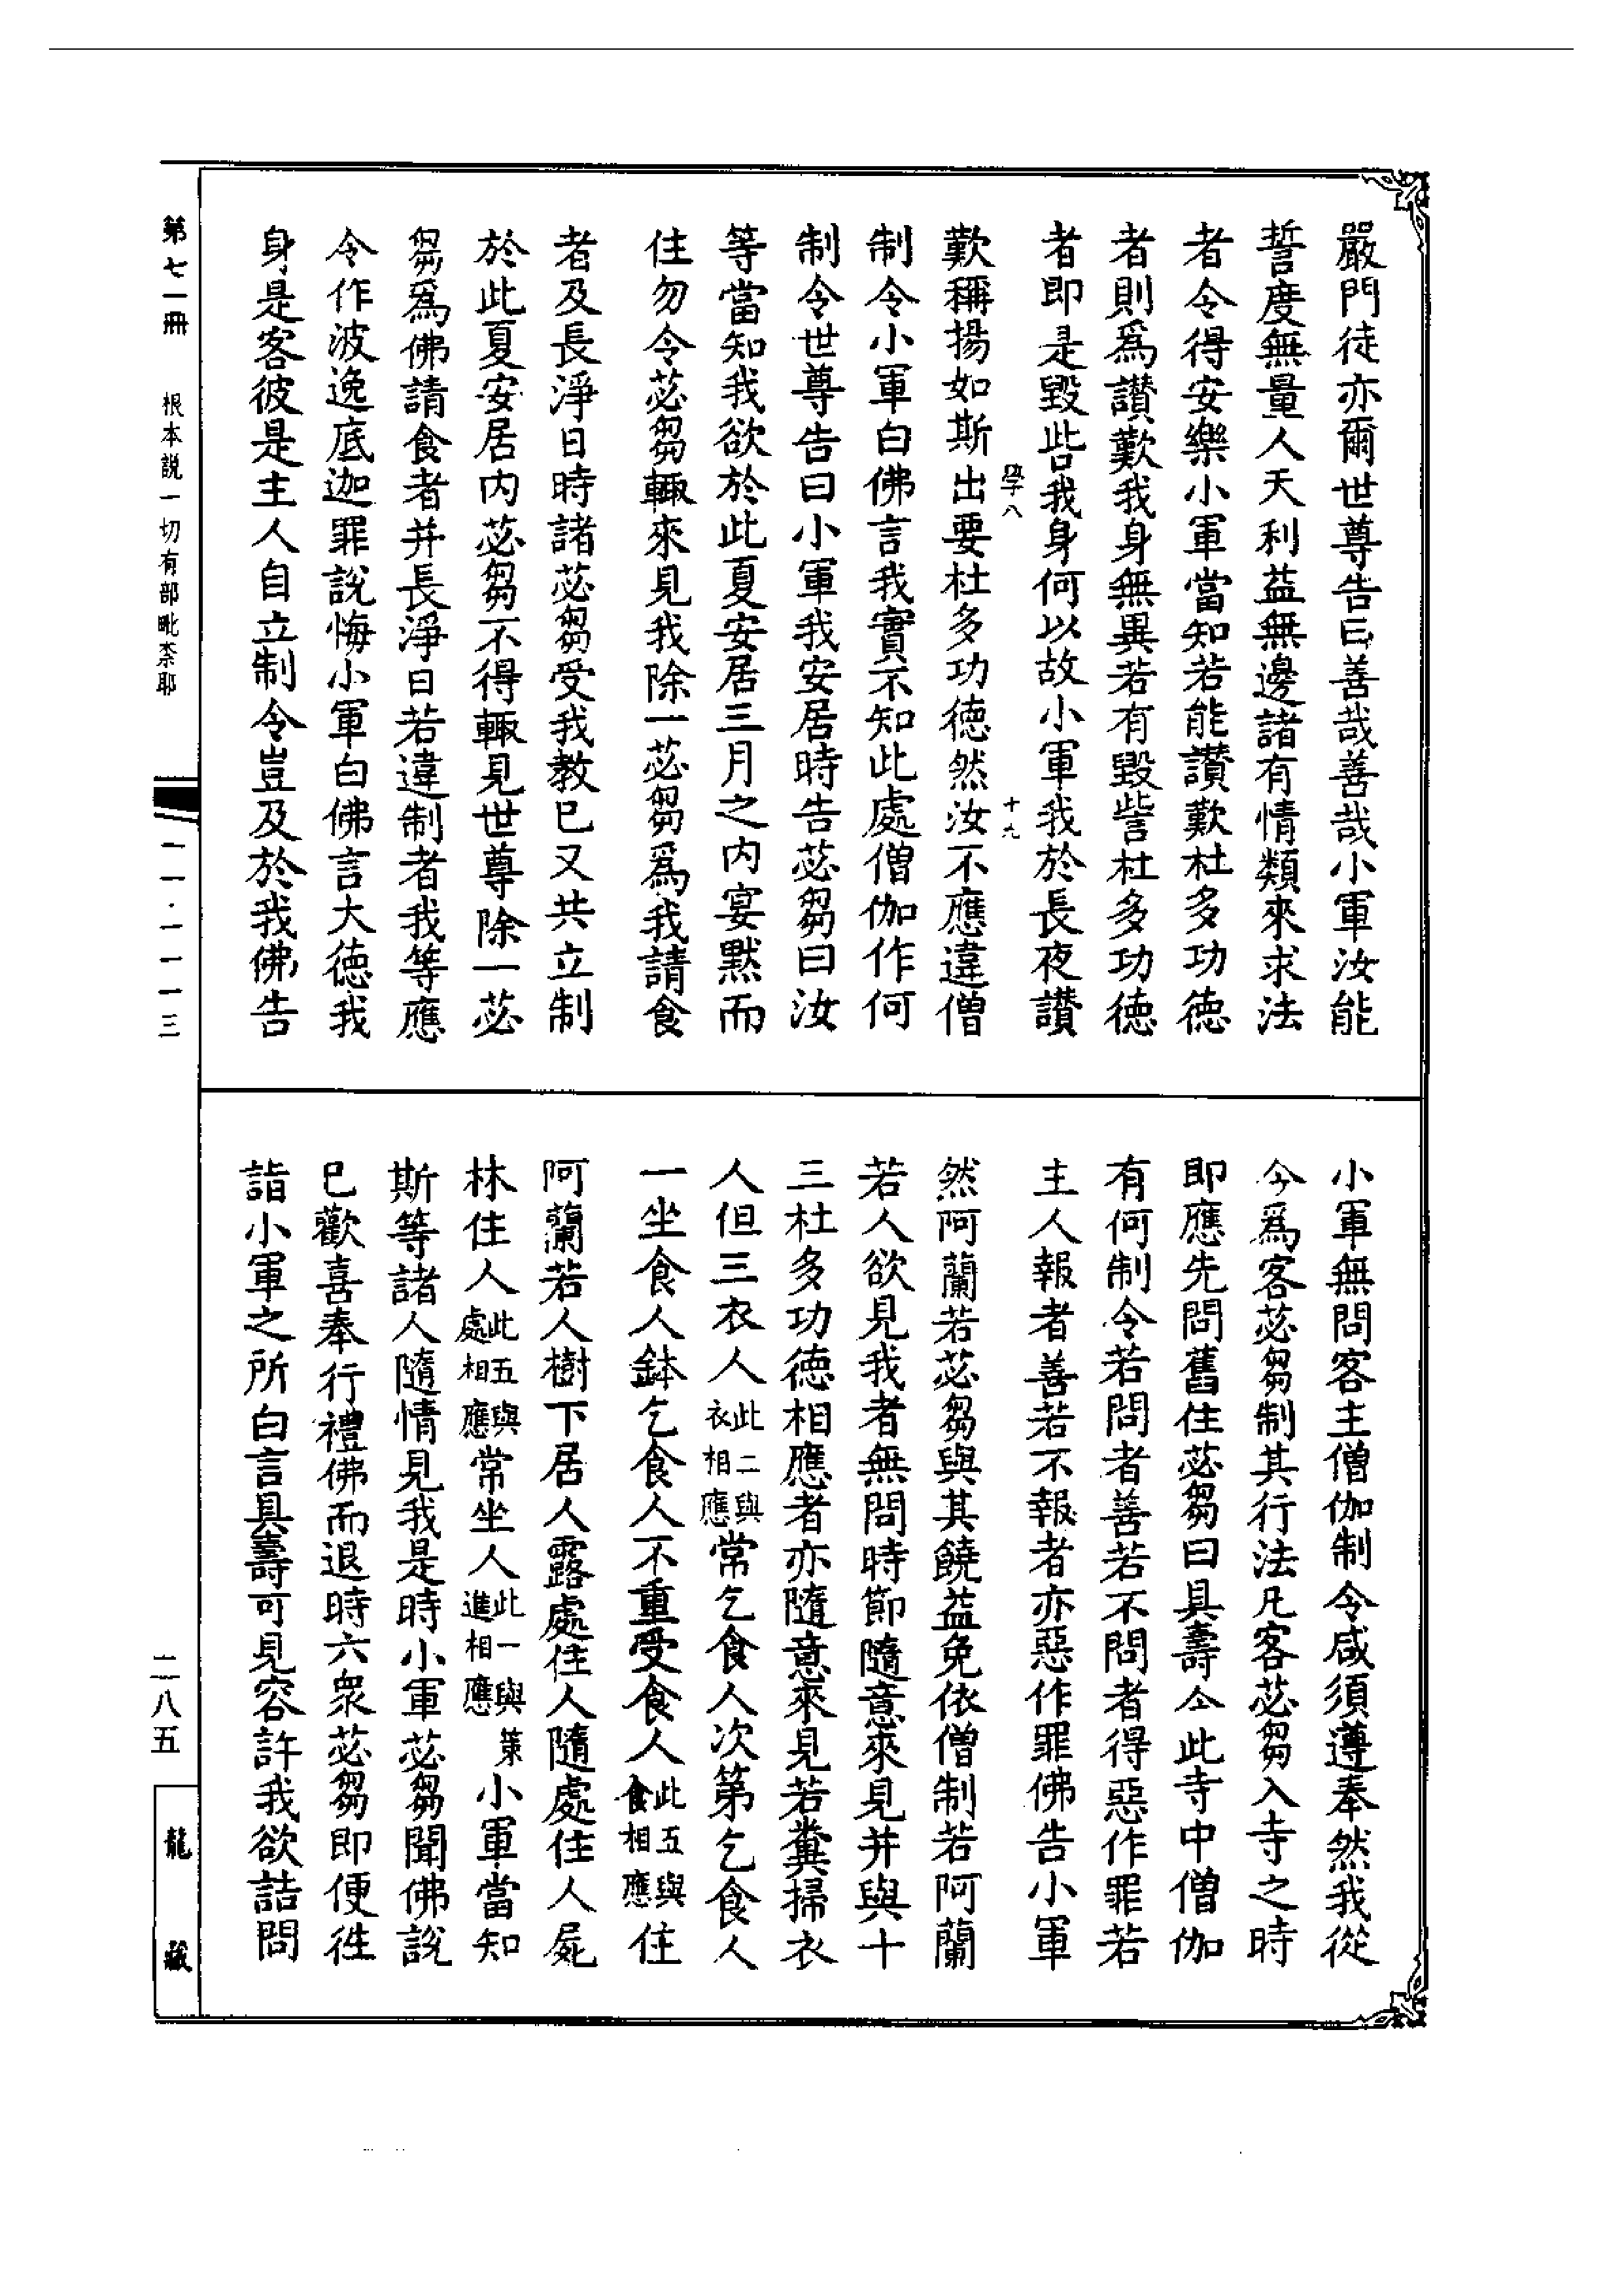 嚴門徒亦爾世尊告曰善哉善哉小軍汝能
誓度無量人天利益無邊諸有情類來求法
者令得安樂小軍當知若能讚歎杜多功德
者則爲讚歎我身無異若有毀訾杜多功德
者即是毀訾我身何以故小軍我於長夜讚
學八 十九
歎稱揚如斯出要杜多功德然汝不應違僧
制令小軍白佛言我實不知此處僧伽作何
制令世尊告曰小軍我安居時告苾芻曰汝
等當知我欲於此夏安居三月之內宴默而
住勿令苾芻輒來見我除一苾芻爲我請食
者及長淨日時諸苾芻受我教已又共立制
於此夏安居內苾芻不得輒見世尊除一苾
芻爲佛請食者并長淨日若違制者我等應
令作波逸底迦罪說悔小軍白佛言大德我
身是客彼是主人自立制令豈及於我佛告
小軍無問客主僧伽制令咸須遵奉然我從
今爲客苾芻制其行法凡客苾芻入寺之時
即應先問舊住苾芻曰具壽今此寺中僧伽
有何制令若問者善若不問者得惡作罪若
主人報者善若不報者亦惡作罪佛告小軍
然阿蘭若苾芻與其饒益免依僧制若阿蘭
若人欲見我者無問時節隨意來見并與十
三杜多功德相應者亦隨意來見若糞掃衣
人但三衣人此二與衣相應常乞食人次第乞食人
一坐食人鉢乞食人不重受食人此五與食相應住
阿蘭若人樹下居人露處住人隨處住人屍
林住人此五與處相應常坐人此一與策進相應小軍當知
斯等諸人隨情見我是時小軍苾芻聞佛說
已歡喜奉行禮佛而退時六眾苾芻即便往
詣小軍之所白言具壽可見容許我欲詰問
第七一冊 根本説一切有部毗柰耶 一一·一一一三
二八五
龍藏